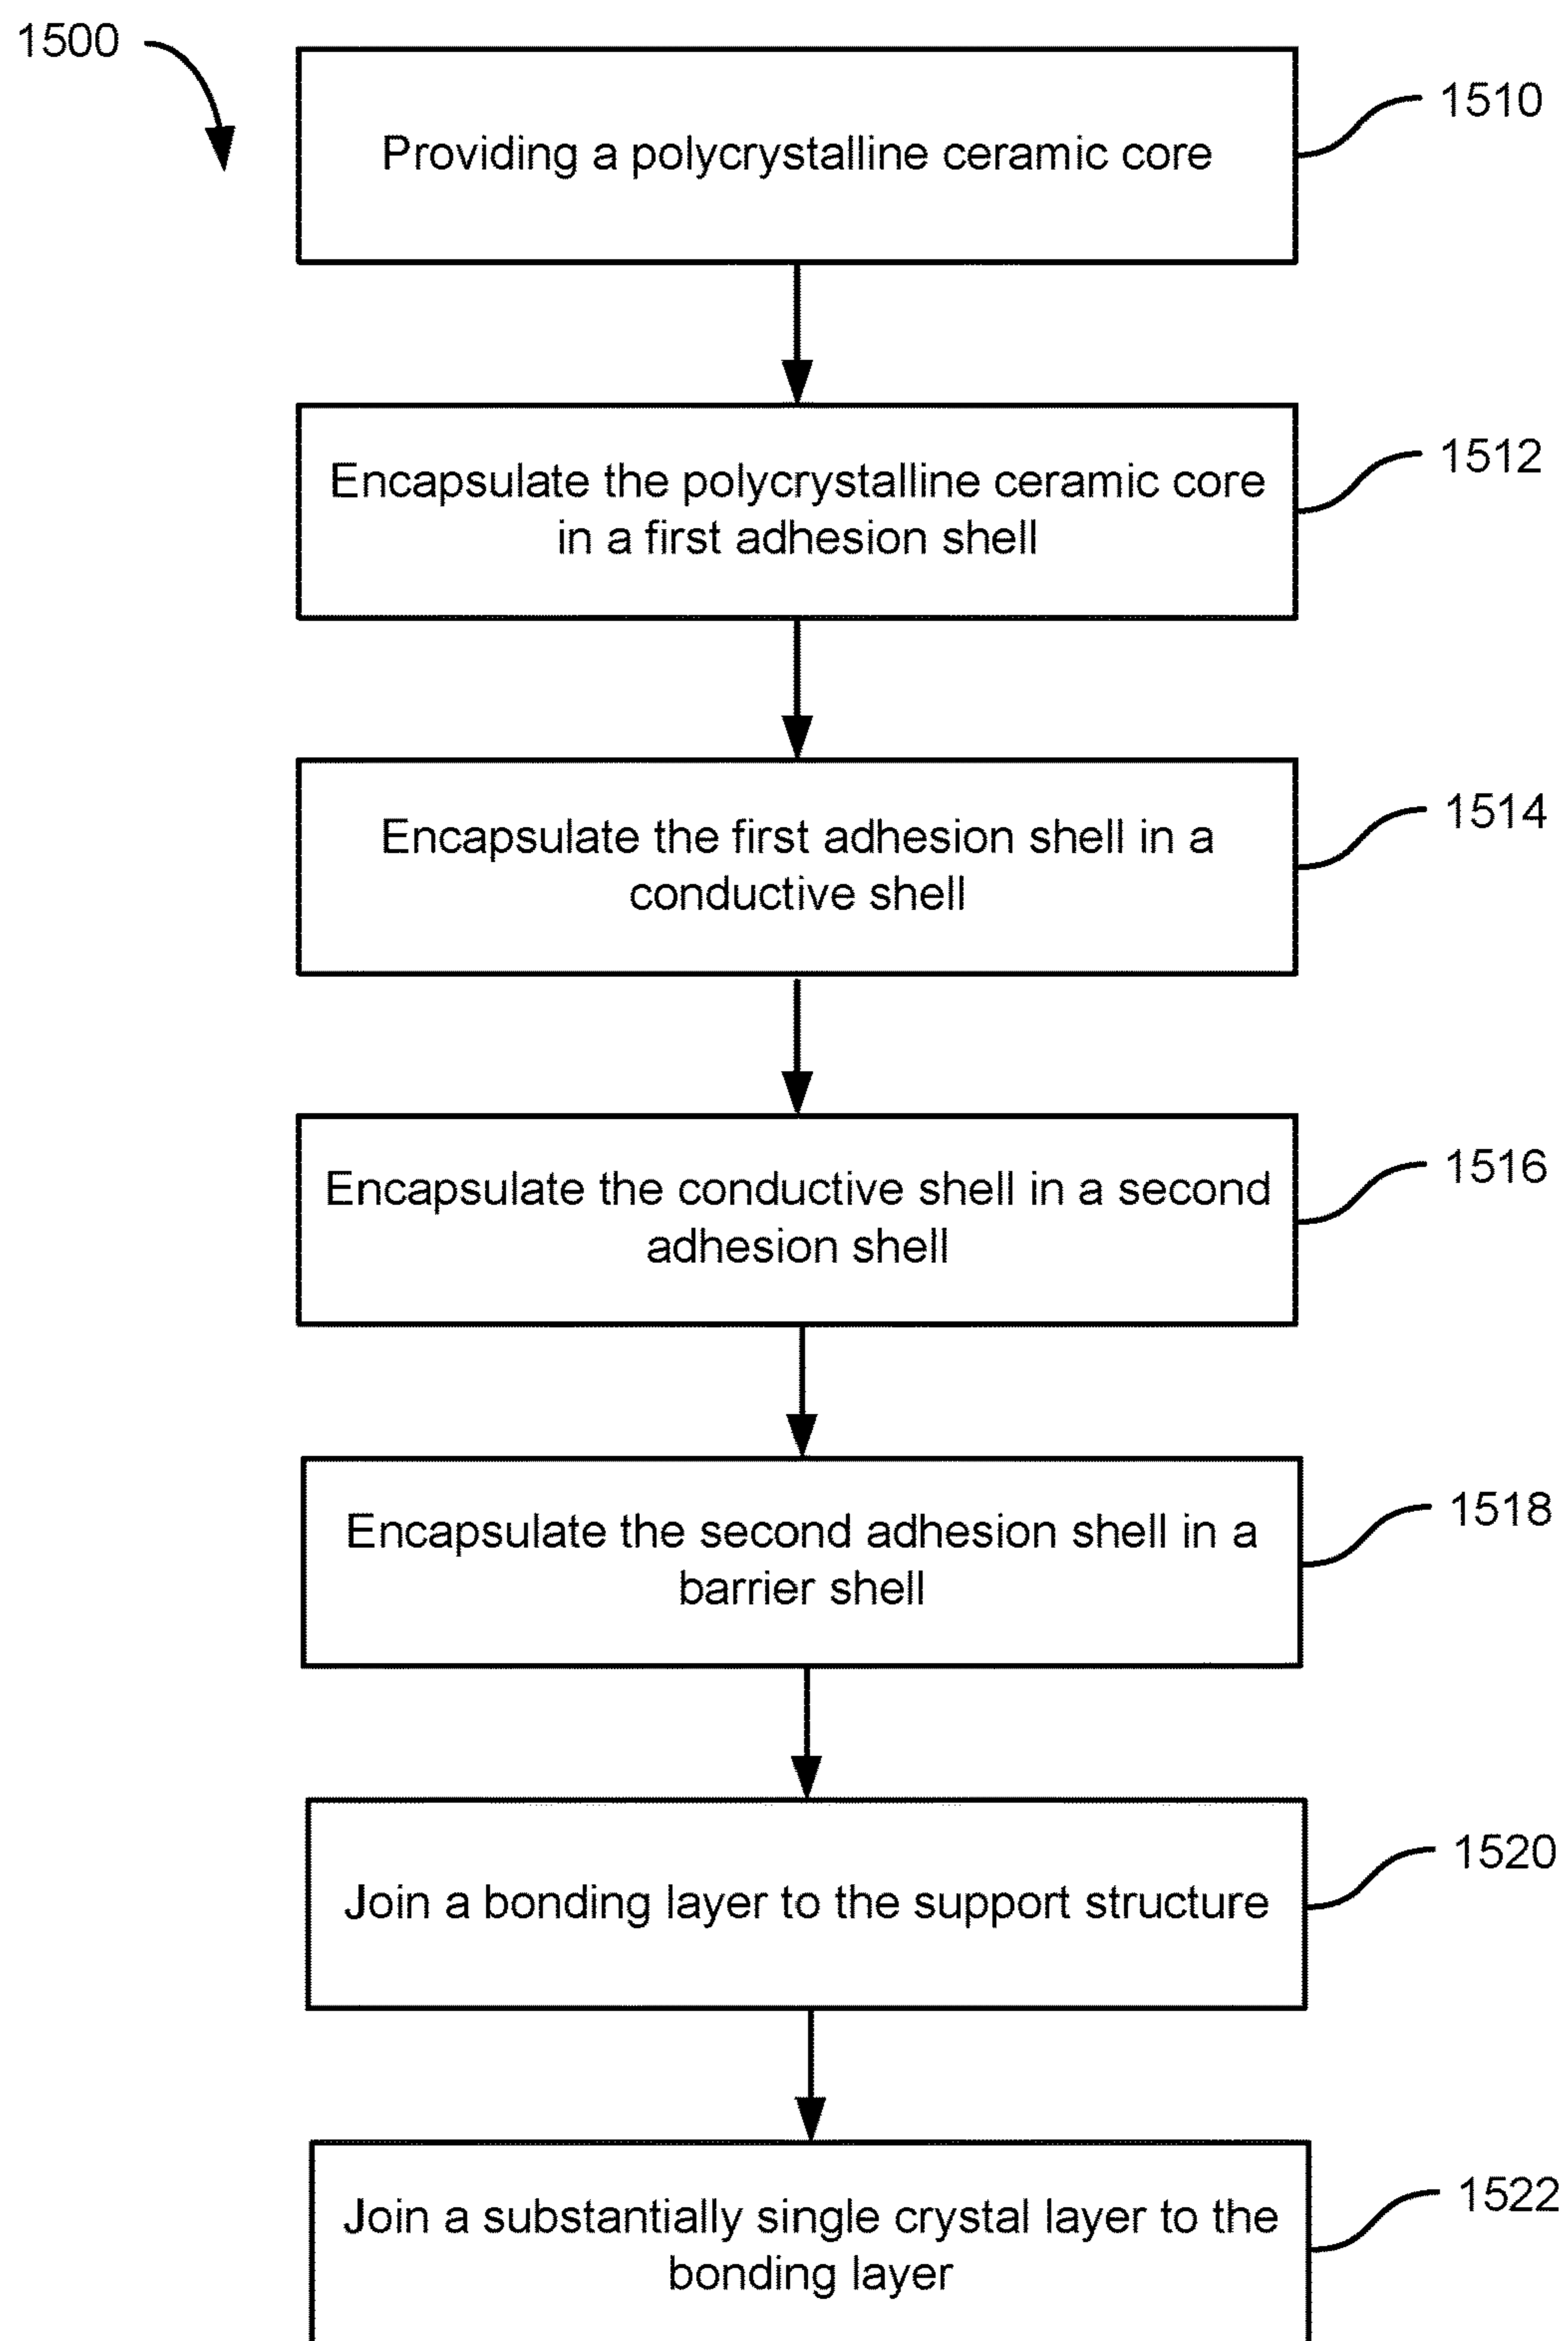 1500
1510
Providing a polycrystalline ceramic core
1512
Encapsulate the polycrystalline ceramic core
in a first adhesion shell
1514
Encapsulate the first adhesion shell in a
conductive shell
1516
Encapsulate the conductive shell in a second
adhesion shell
1518
Encapsulate the second adhesion shell in a
barrier shell
1520
Join a bonding layer to the support structure
1522
Join a substantially single crystal layer to the
bonding layer